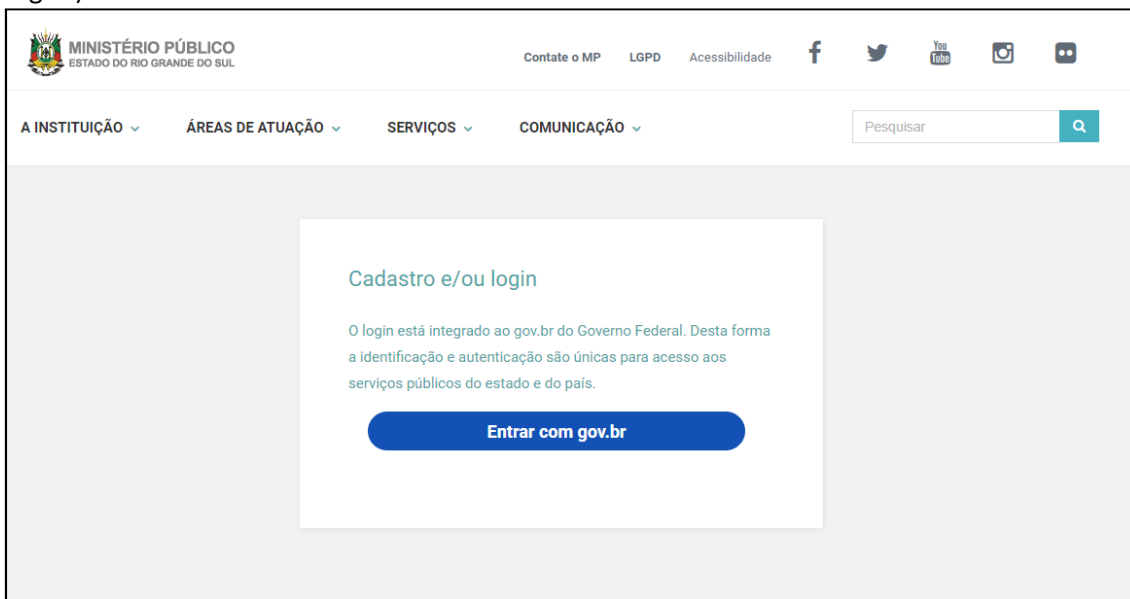 MINISTÉRIO PÚBLICO
ESTADO DO RIO GRANDE DO SUL
Contate o MP LGPD Acessibilidade
You
Tube
A INSTITUIÇÃO ÁREAS DE ATUAÇÃO SERVIÇOS COMUNICAÇÃO Pesquisar
Cadastro e/ou login
O login está integrado ao gov.br do Governo Federal. Desta forma
a identificação e autenticação são únicas para acesso aos
serviços públicos do estado e do país.
Entrar com gov.br